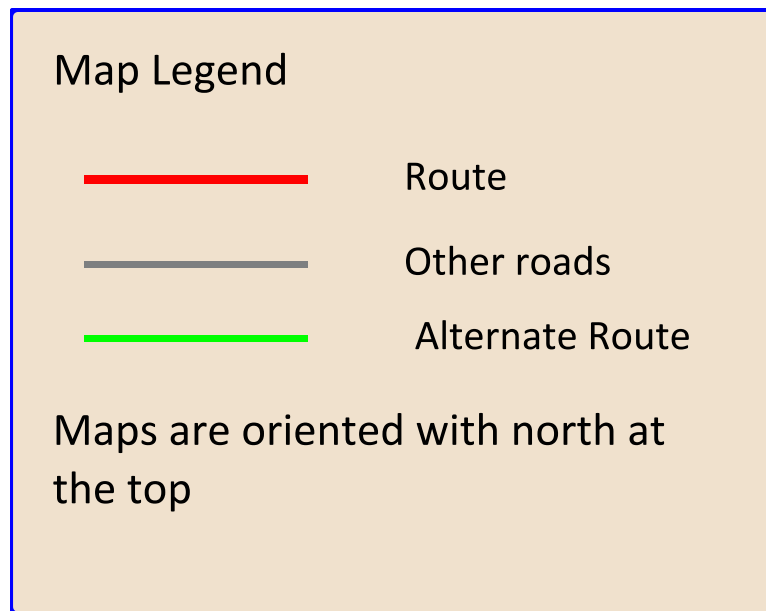 Map Legend
Route
Other roads
Alternate Route
Maps are oriented with north at
the top